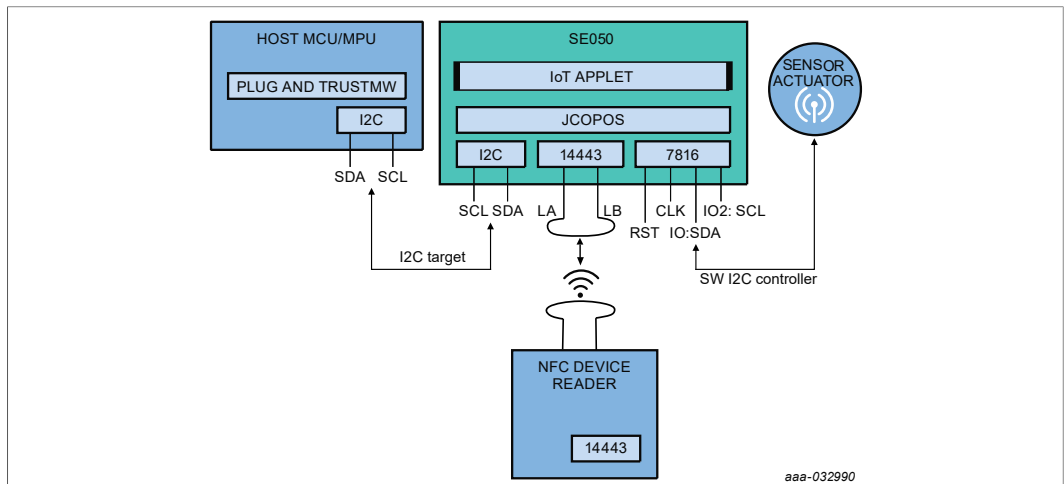 HOST MCU/MPU
PLUG AND TRUSTMW
I2C
SDA SCL
SE050
IoT APPLET
JCOPOS
I2C
14443
7816
SCL SDA
LA
LB
RST
CLK
IO:SDA
IO2: SCL
SENSOR
ACTUATOR
I2C target
SW I2C controller
NFC DEVICE
READER
14443
aaa-032990